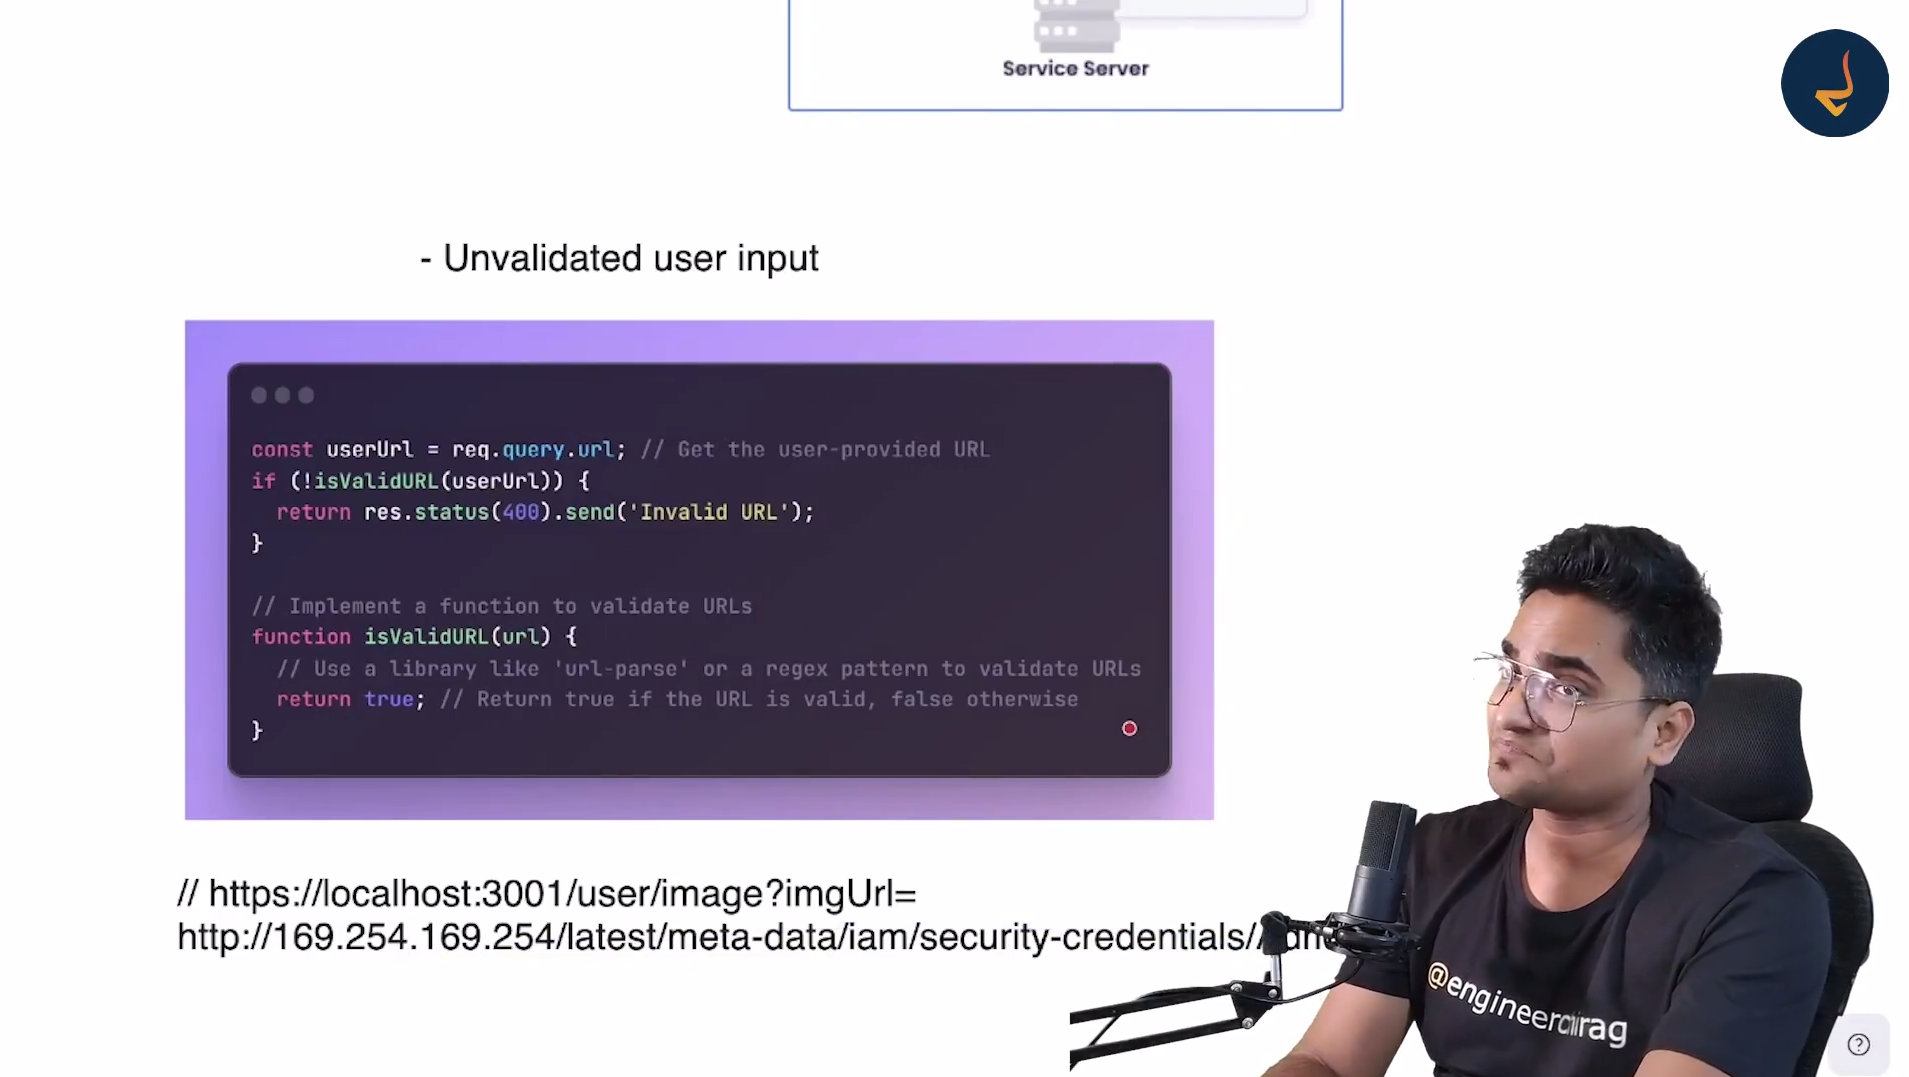 Service Server
- Unvalidated user input
const userUrl = req.query.url; // Get the user-provided URL
if (!isValidURL(userUrl)) {
return res.status(400).send('Invalid URL');
}
// Implement a function to validate URLs
function isValidURL(url) {
// Use a library like 'url-parse' or a regex pattern to validate URLs
return true; // Return true if the URL is valid, false otherwise
}
// https://localhost:3001/user/image?imgUrl=
http://169.254.169.254/latest/meta-data/iam/security-credentials/
@engineerchirag